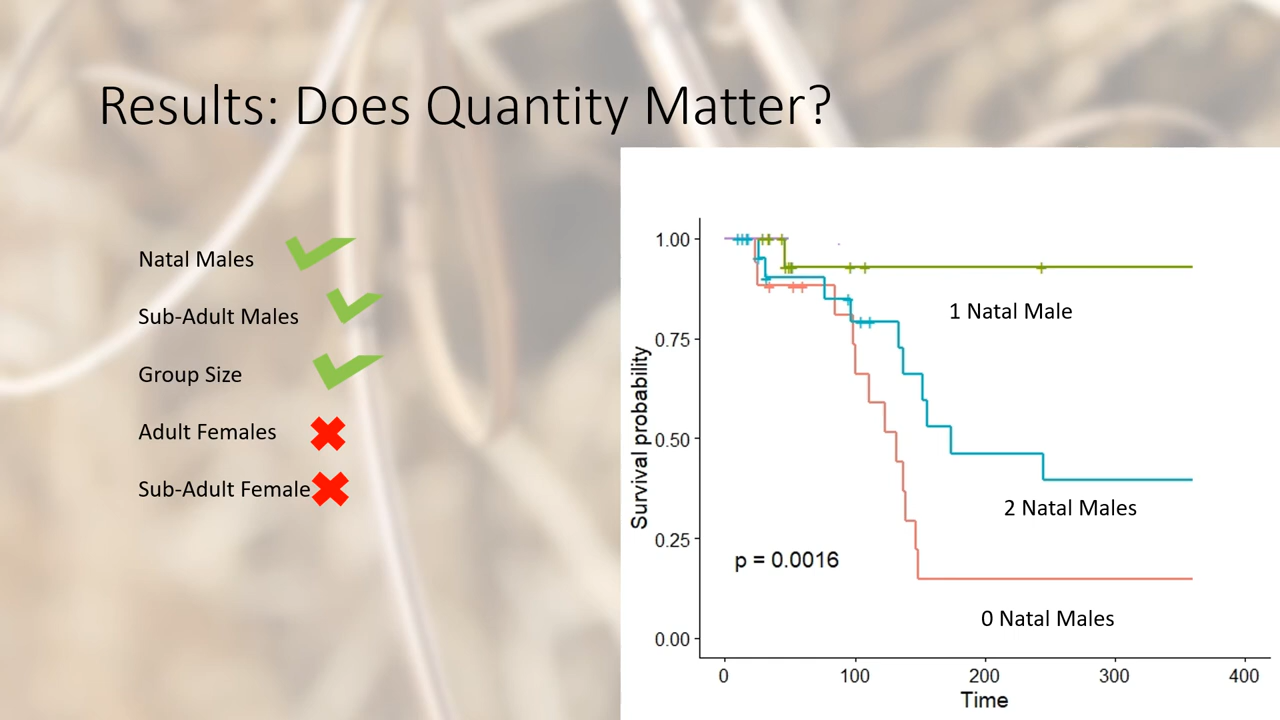 Results: Does Quantity Matter?
Natal Males
Sub-Adult Males
Group Size
Adult Females
Sub-Adult Female
Survival probability
1.00
0.75
0.50
0.25
0.00
1 Natal Male
2 Natal Males
p = 0.0016
0 Natal Males
0
100
200
300
400
Time